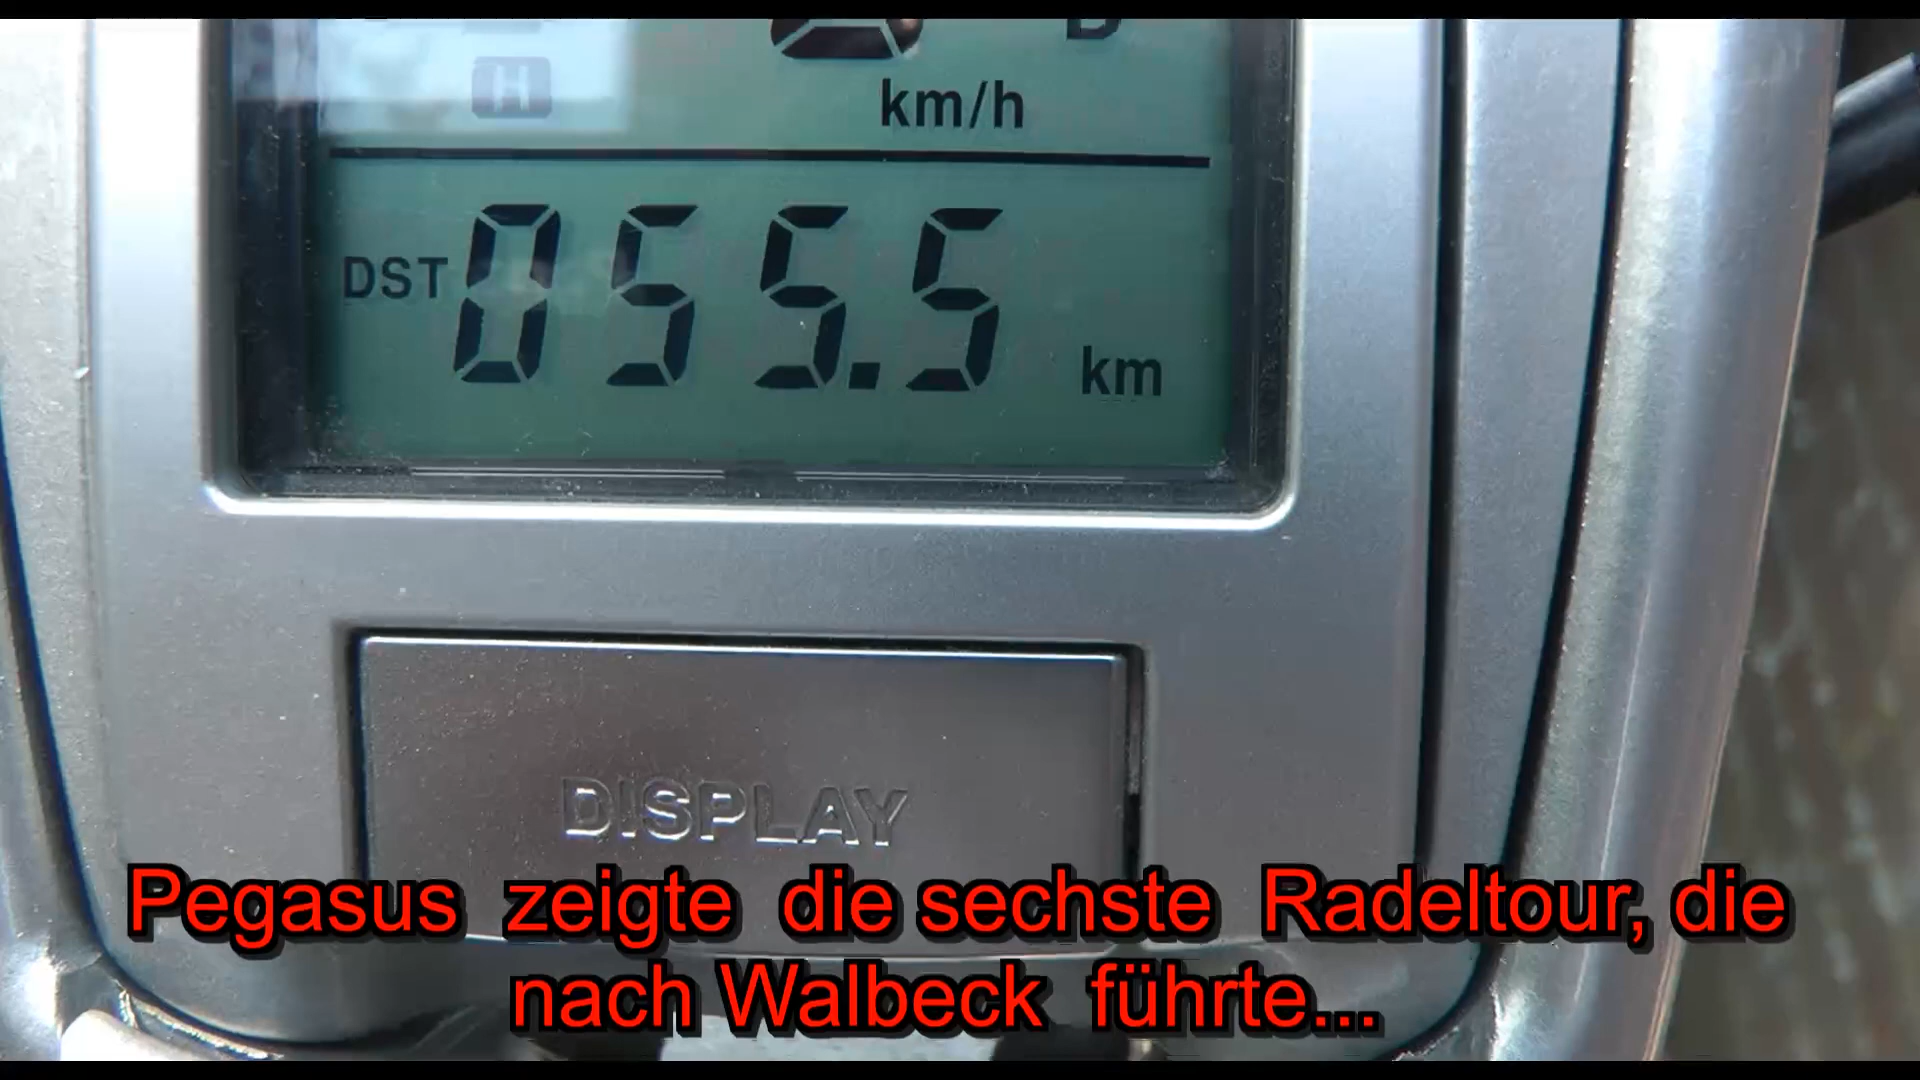 H
km/h
DST 055.5 km
DISPLAY
Pegasus zeigte die sechste Radeltour, die
nach Walbeck führte...